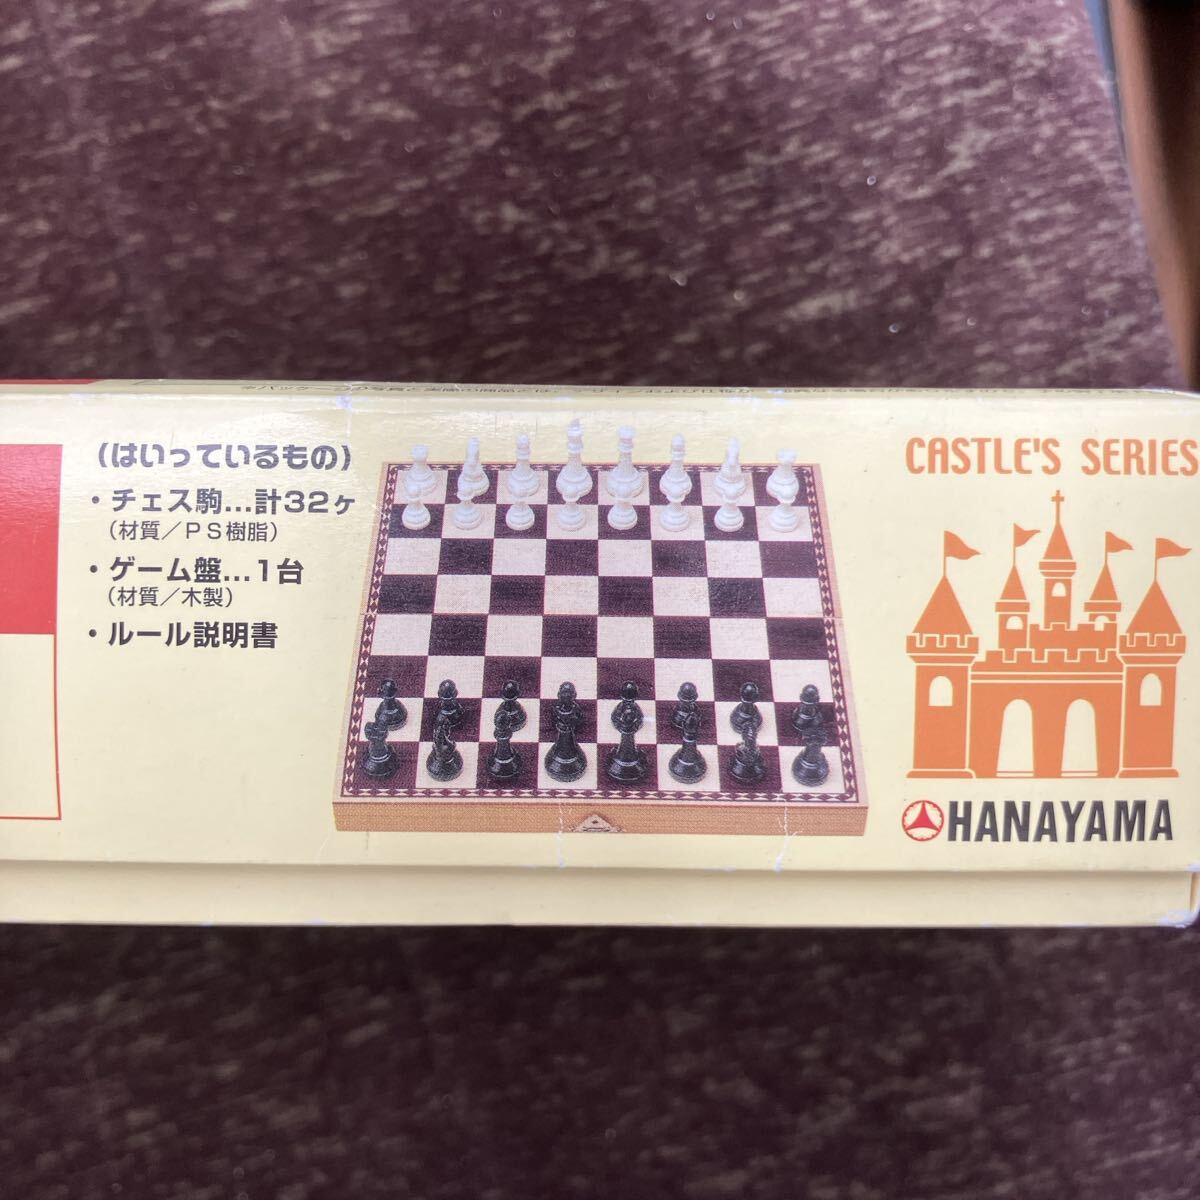 (はいっているもの)
・チェス駒…計32ヶ
(材質／PS樹脂)
・ゲーム盤…1台
(材質／木製)
・ルール説明書
CASTLE'S SERIES
HANAYAMA